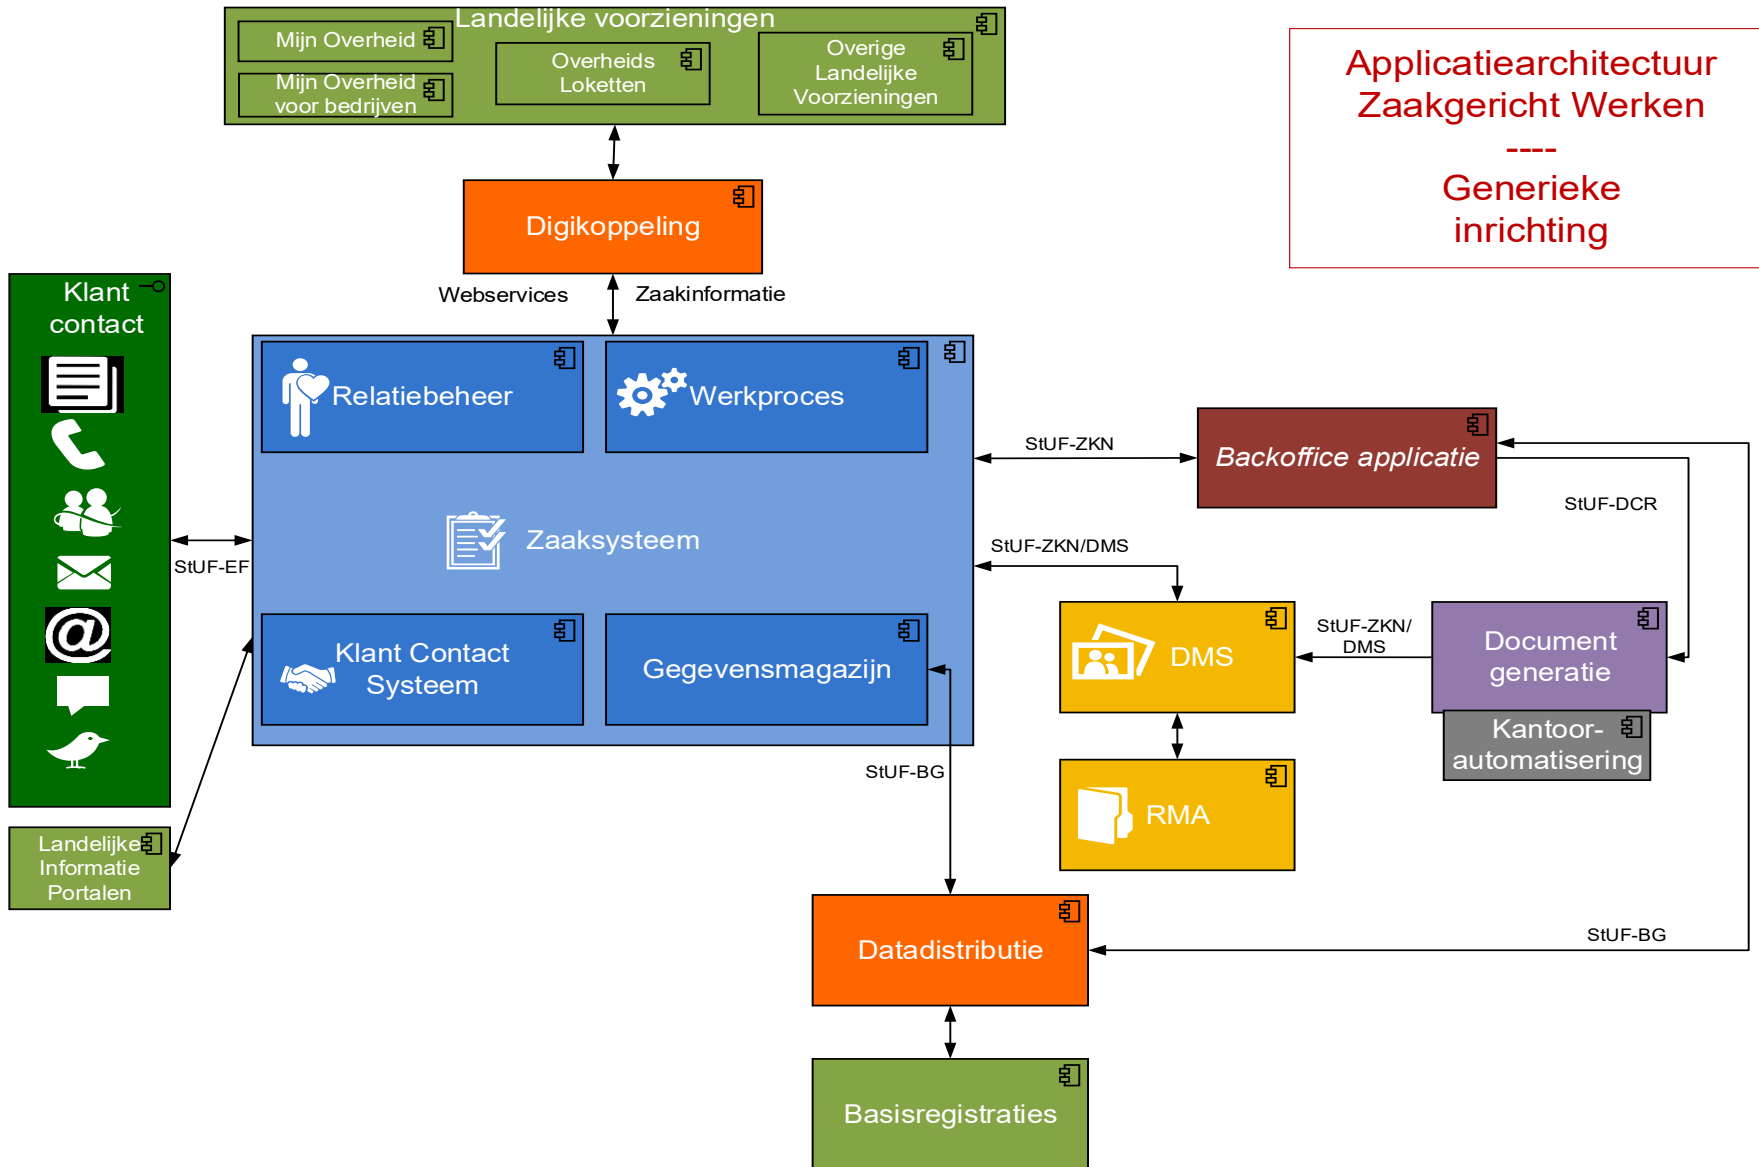 Landelijke voorzieningen
Mijn Overheid
Mijn Overheid
voor bedrijven
Overheids
Loketten
Overige
Landelijke
Voorzieningen
Applicatiearchitectuur
Zaakgericht Werken
----
Generieke
inrichting
Digikoppeling
Webservices
Zaakinformatie
Klant
contact
@
StUF-EF
Landelijke
Informatie
Portalen
Relatiebeheer
Werkproces
Zaaksysteem
Klant Contact
Systeem
Gegevensmagazijn
StUF-ZKN
Backoffice applicatie
StUF-DCR
StUF-ZKN/DMS
DMS
StUF-ZKN/
DMS
Document
generatie
Kantoor-
automatisering
RMA
StUF-BG
Datadistributie
StUF-BG
Basisregistraties